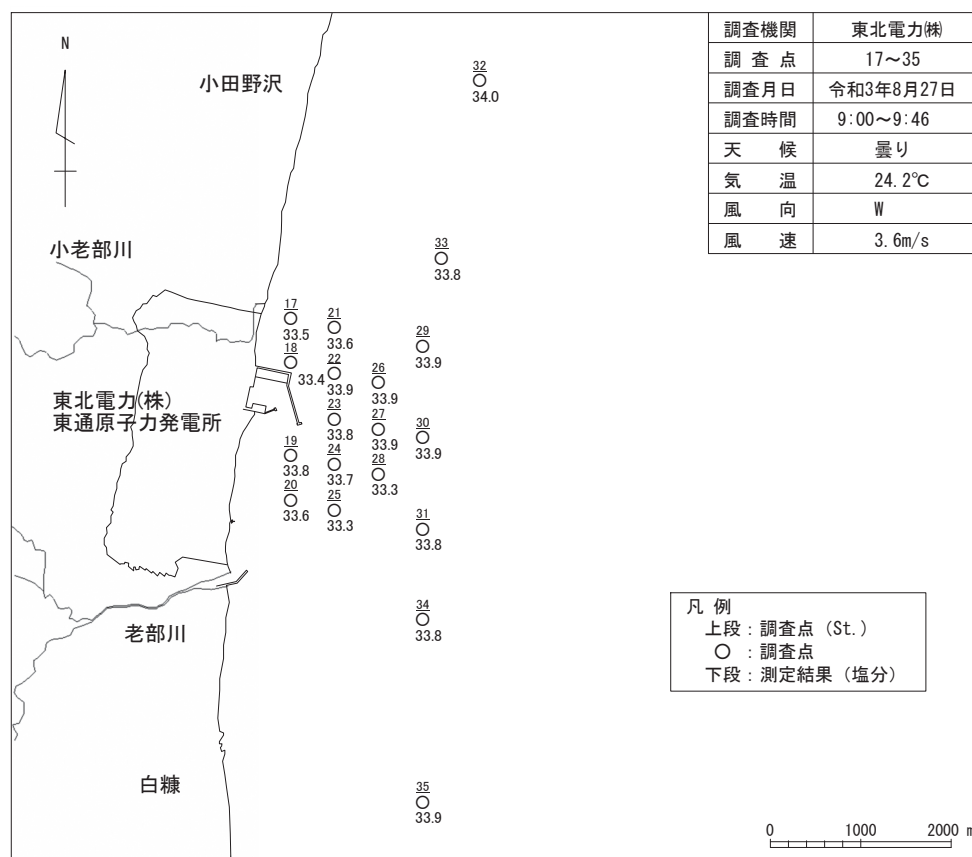 調査機関 東北電力㈱
調 査 点 17～35
調査月日 令和3年8月27日
調査時間 9:00～9:46
天 候 曇り
気 温 24.2℃
風 向 W
風 速 3.6m/s
N
小田野沢
32
34.0
小老部川
33
33.8
17
33.5
21
33.6
29
33.9
18
33.4
22
33.9
26
33.9
東北電力(株)
東通原子力発電所
23
33.8
27
33.9
30
33.9
19
33.8
24
33.7
28
33.3
20
33.6
25
33.3
31
33.8
34
33.8
老部川
凡 例
上段：調査点（St.）
○ ：調査点
下段：測定結果（塩分）
白糠
35
33.9
0 1000 2000 m